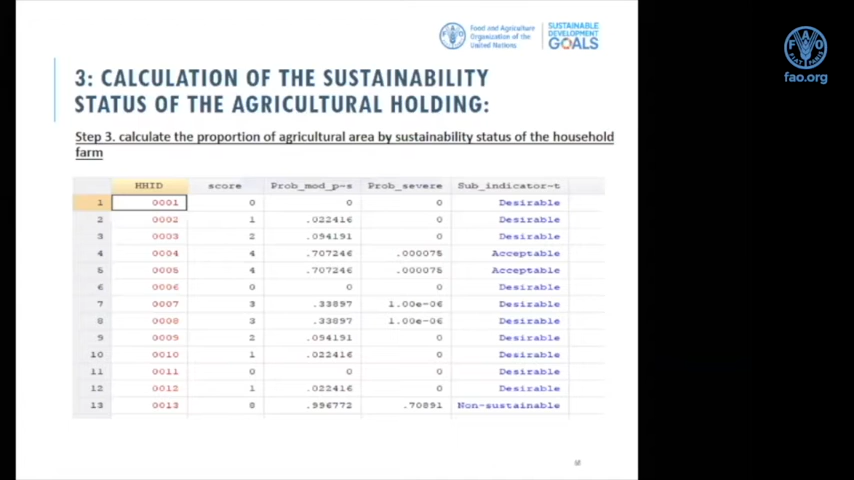 Food and Agriculture
Organization of the
United Nations
SUSTAINABLE
DEVELOPMENT
GOALS
FAO
FIAT PANIS
fao.org
3: CALCULATION OF THE SUSTAINABILITY
STATUS OF THE AGRICULTURAL HOLDING:
Step 3. calculate the proportion of agricultural area by sustainability status of the household
farm
HHID score Prob_mod_p~s Prob_severe Sub_indicator~t
1 0001 0 0 0 Desirable
2 0002 1 .022416 0 Desirable
3 0003 2 .094191 0 Desirable
4 0004 4 .707246 .000075 Acceptable
5 0005 4 .707246 .000075 Acceptable
6 0006 0 0 0 Desirable
7 0007 3 .33897 1.00e-06 Desirable
8 0008 3 .33897 1.00e-06 Desirable
9 0009 2 .094191 0 Desirable
10 0010 1 .022416 0 Desirable
11 0011 0 0 0 Desirable
12 0012 1 .022416 0 Desirable
13 0013 8 .996772 .70891 Non-sustainable